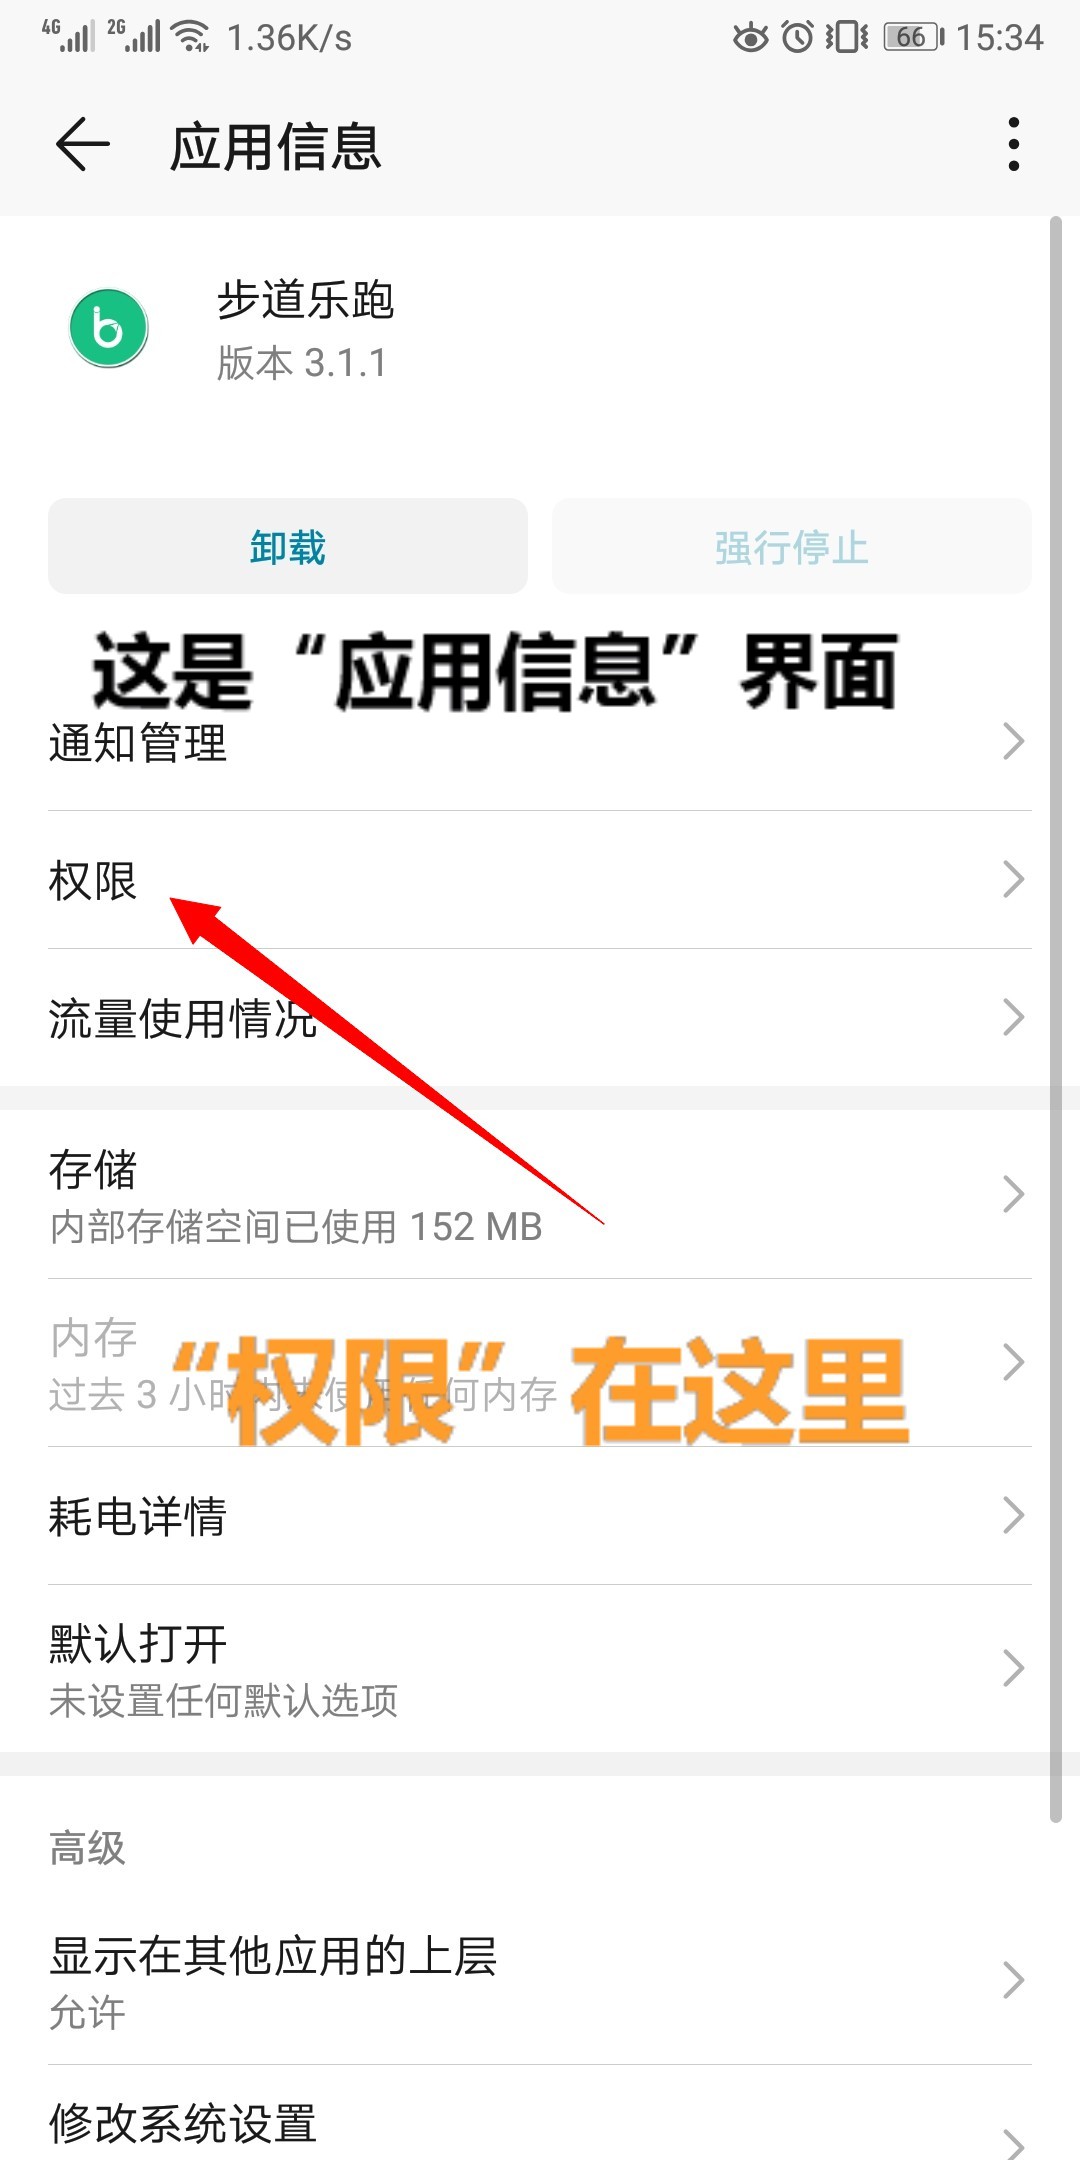 4G 2G 1.36K/s 66 15:34
应用信息
步道乐跑
版本 3.1.1
卸载 强行停止
这是“应用信息”界面
通知管理
权限
流量使用情况
存储
内部存储空间已使用 152 MB
内存
“权限”在这里
过去 3 小时内未使用任何内存
耗电详情
默认打开
未设置任何默认选项
高级
显示在其他应用的上层
允许
修改系统设置